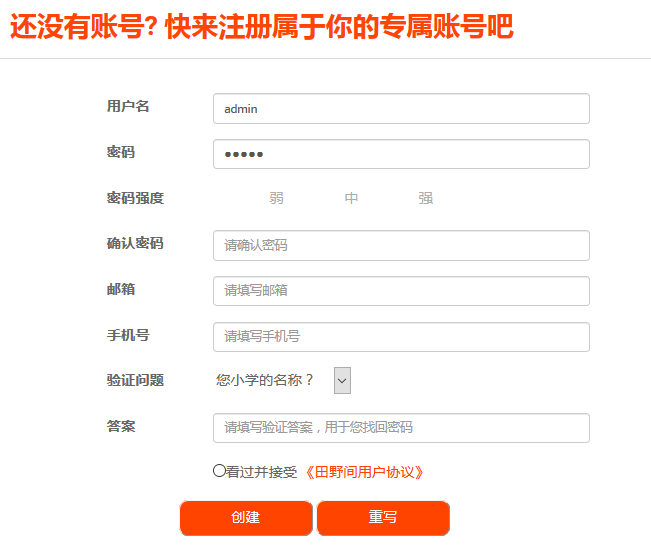 还没有账号? 快来注册属于你的专属账号吧
用户名 admin
密码 ●●●●●
密码强度 弱 中 强
确认密码 请确认密码
邮箱 请填写邮箱
手机号 请填写手机号
验证问题 您小学的名称？
答案 请填写验证答案，用于您找回密码
看过并接受 《田野间用户协议》
创建 重写